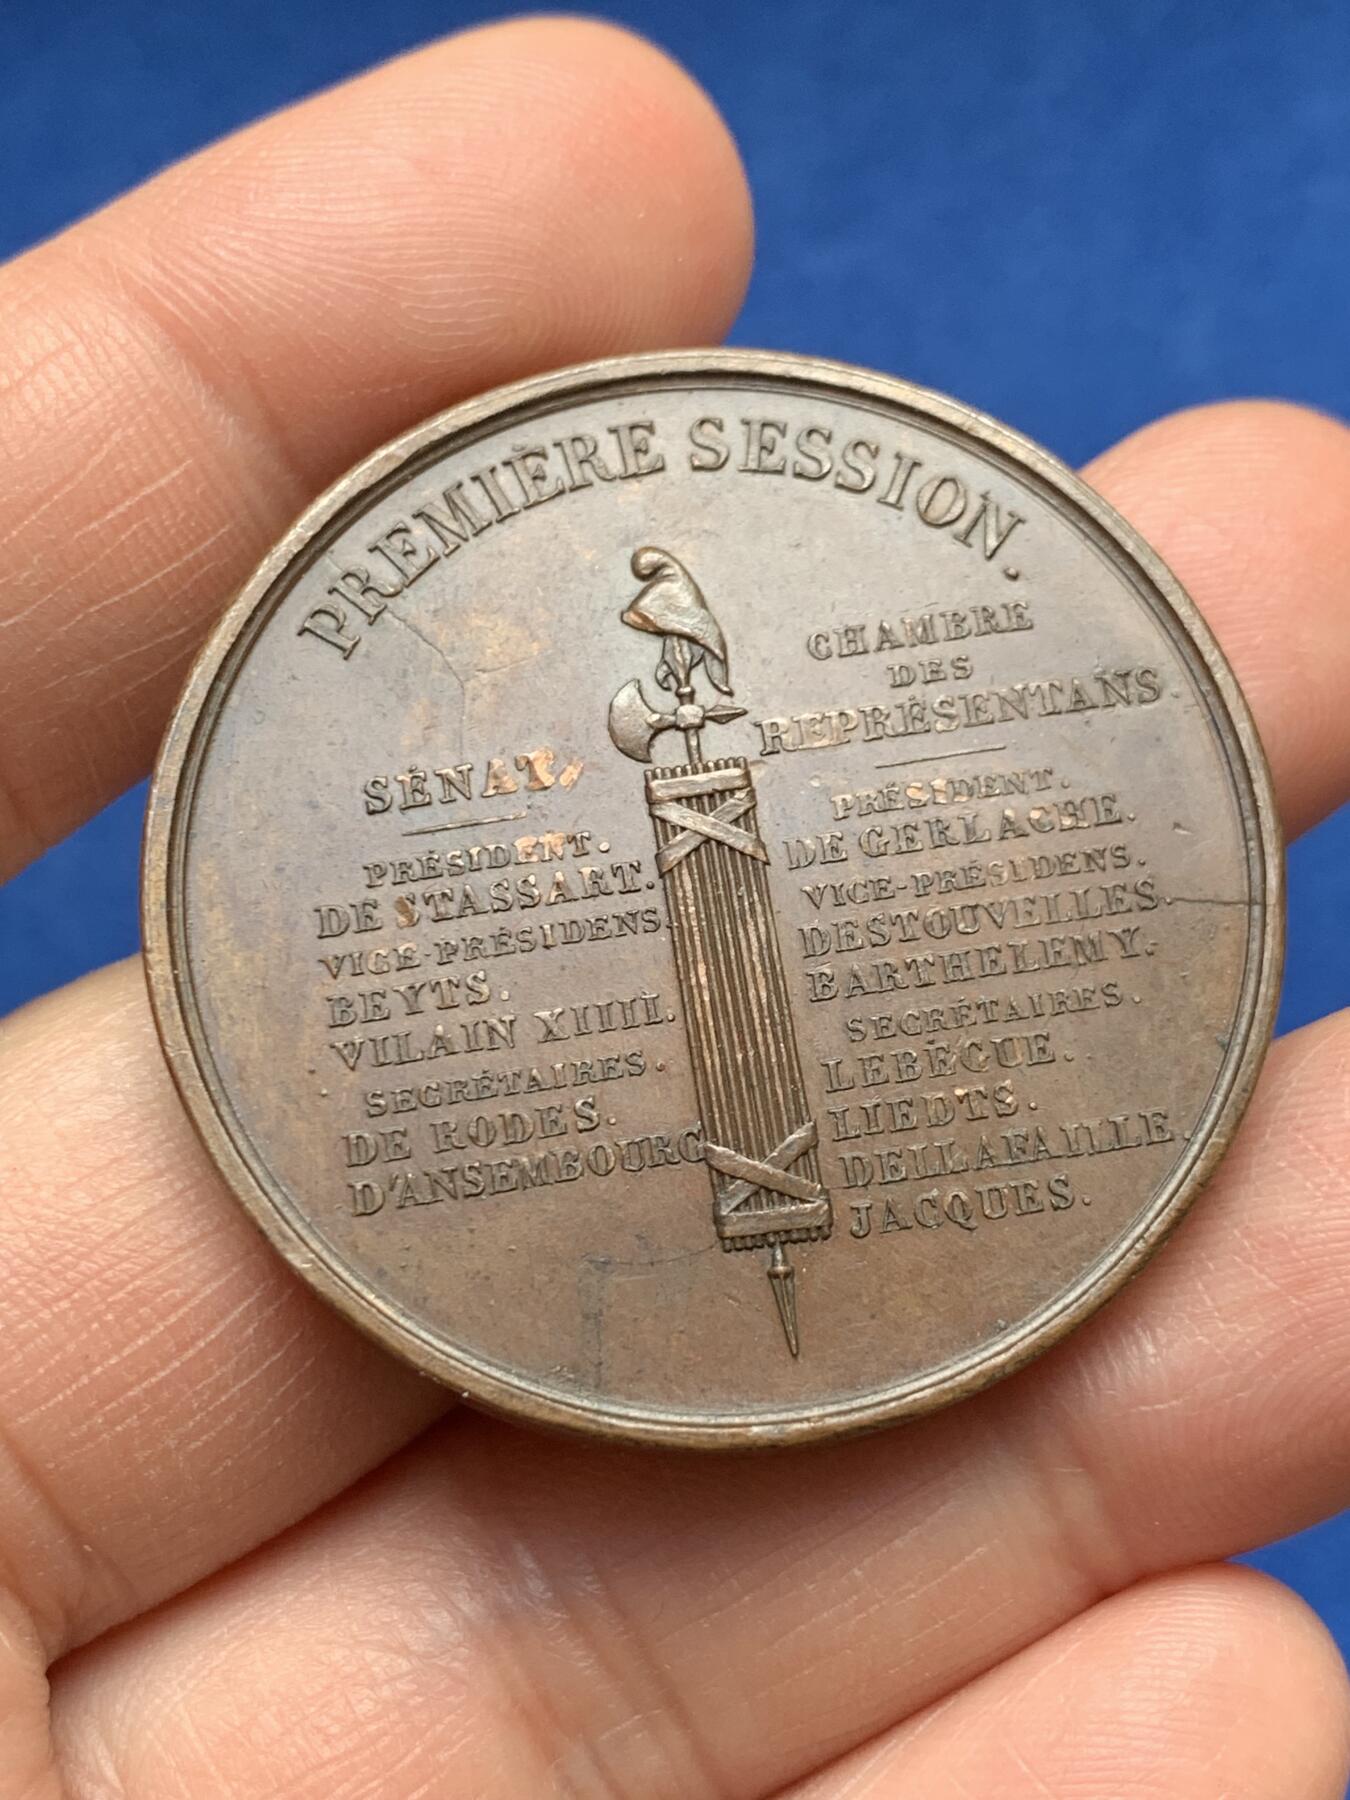 PREMIÈRE SESSION.
SÉNAT.
PRÉSIDENT.
DE STASSART.
VICE-PRÉSIDENS.
BEYTS.
VILAIN XIIII.
SECRÉTAIRES.
DE RODES.
D'ANSEMBOURG
CHAMBRE
DES
REPRÉSENTANS.
PRÉSIDENT.
DE GERLACHE.
VICE-PRÉSIDENS.
DESTOUVELLES.
BARTHELEMY.
SECRÉTAIRES.
LEBÈGUE.
LIEDTS.
DELLAFAILLE.
JACQUES.